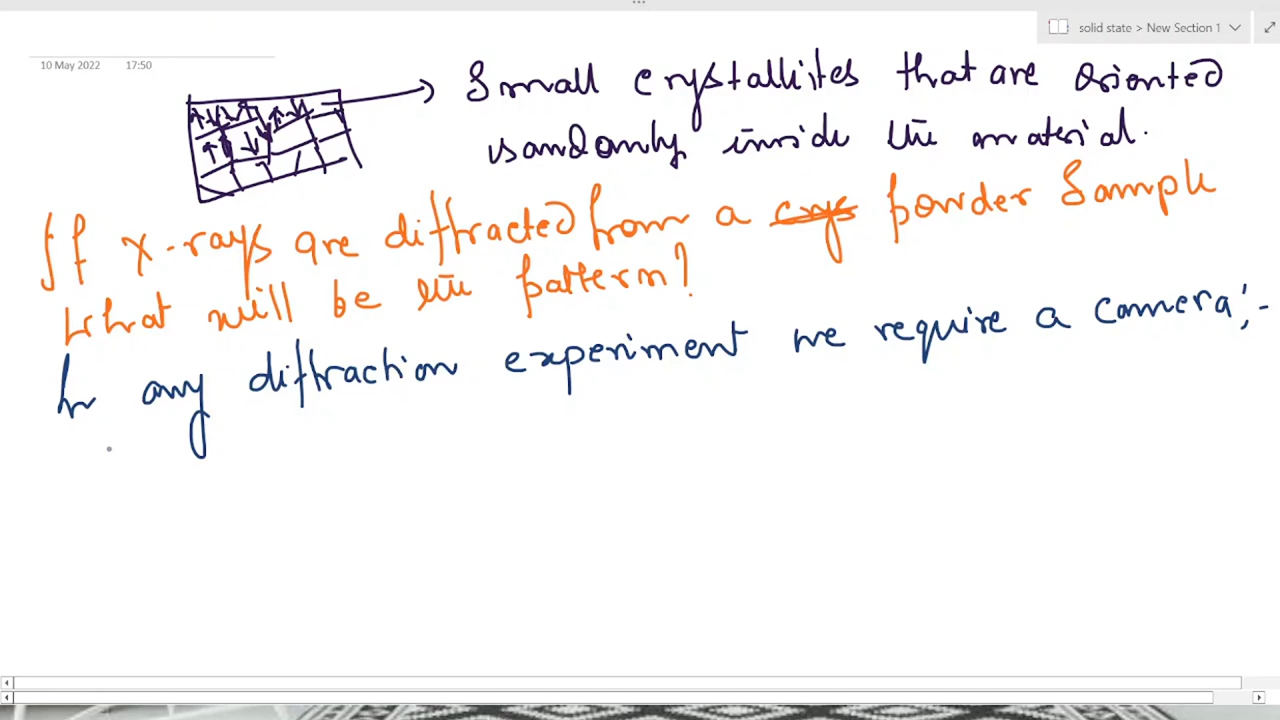 solid state > New Section 1
10 May 2022 17:50
Small crystallites that are oriented
randomly inside the material.
If x-rays are diffracted from a crys powder Sample
What will be the pattern?
In any diffraction experiment we require a camera;-